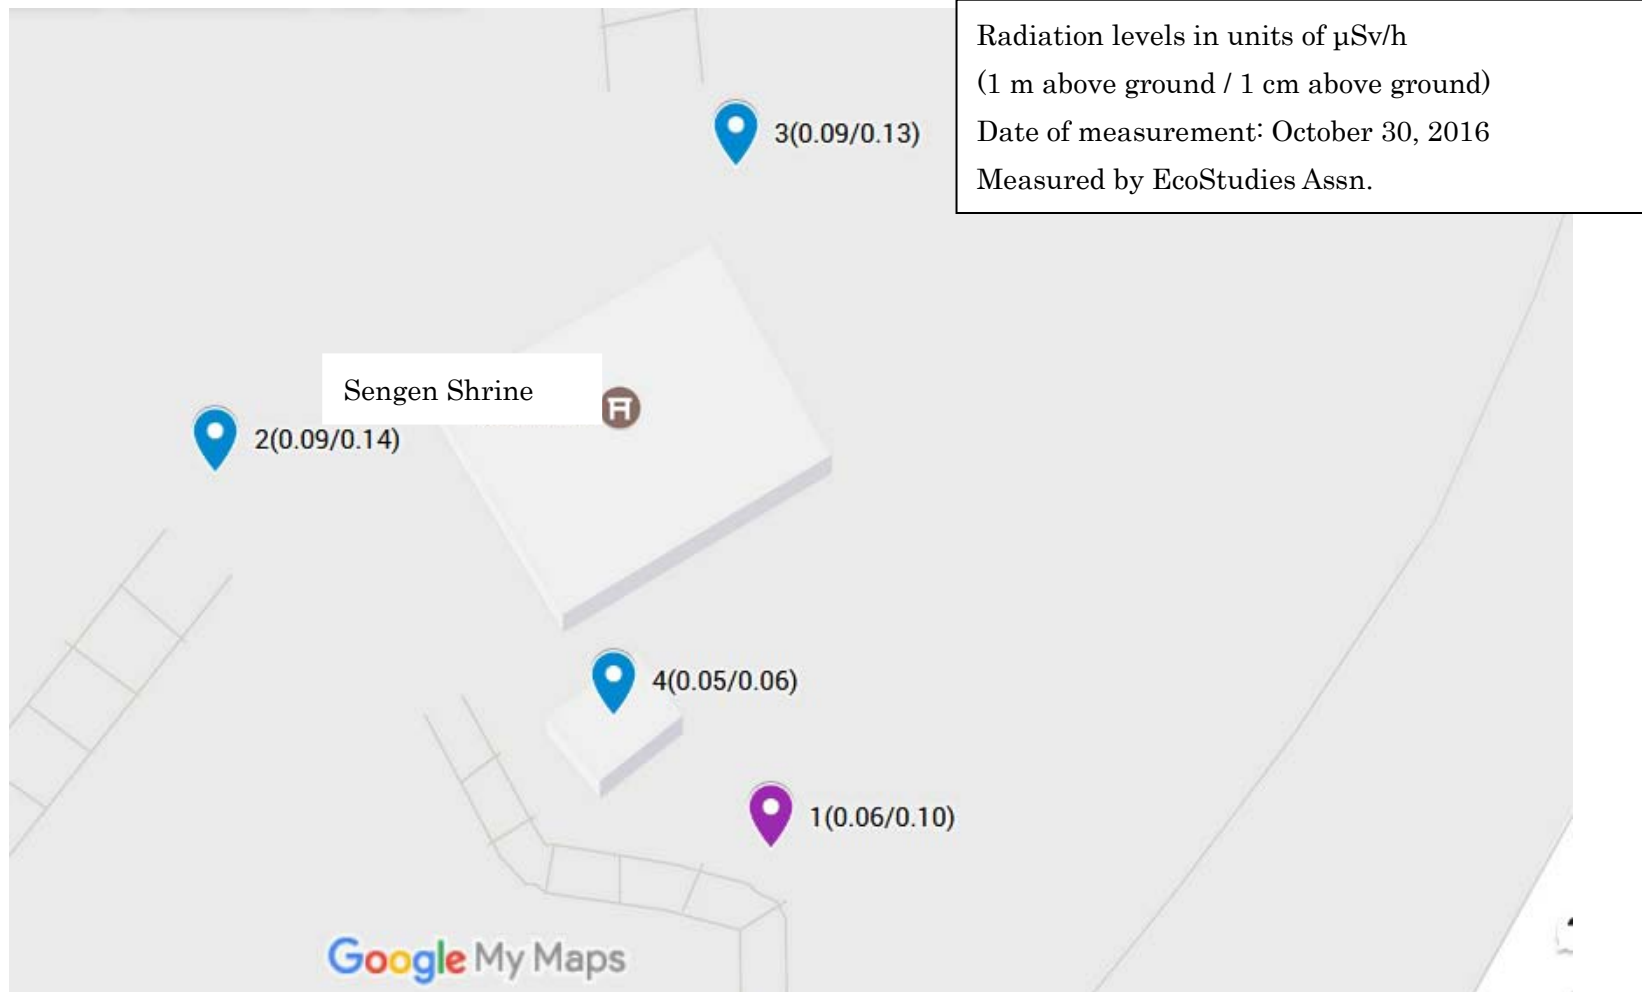 Radiation levels in units of μSv/h
(1 m above ground / 1 cm above ground)
Date of measurement: October 30, 2016
Measured by EcoStudies Assn.
3(0.09/0.13)
Sengen Shrine
2(0.09/0.14)
4(0.05/0.06)
1(0.06/0.10)
Google My Maps